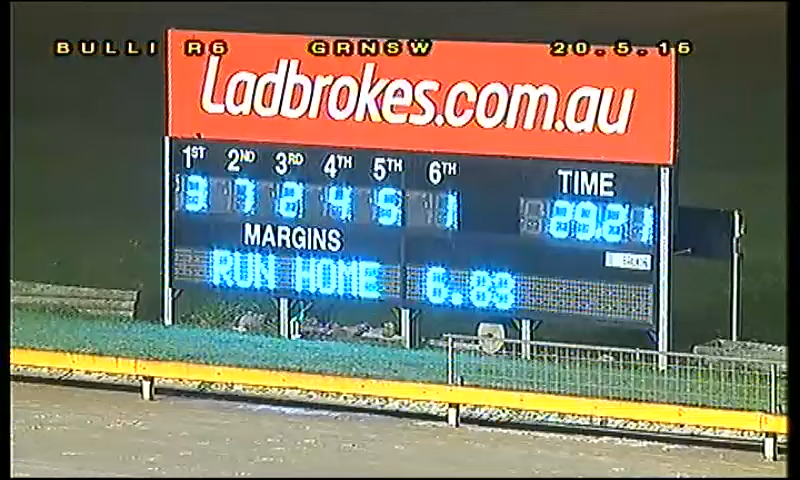 BULLI R6 GRNSW 20.5.16
Ladbrokes.com.au
1ST 2ND 3RD 4TH 5TH 6TH TIME
3 7 2 4 5 1
MARGINS
RUN HOME 6.88